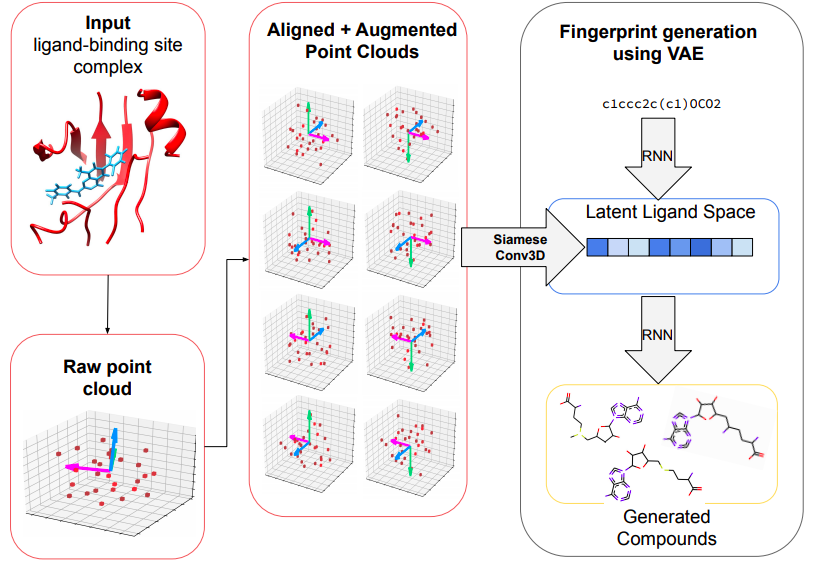 Input
ligand-binding site
complex
Raw point
cloud
Aligned + Augmented
Point Clouds
Siamese
Conv3D
Fingerprint generation
using VAE
c1ccc2c(c1)OCO2
RNN
Latent Ligand Space
RNN
Generated
Compounds